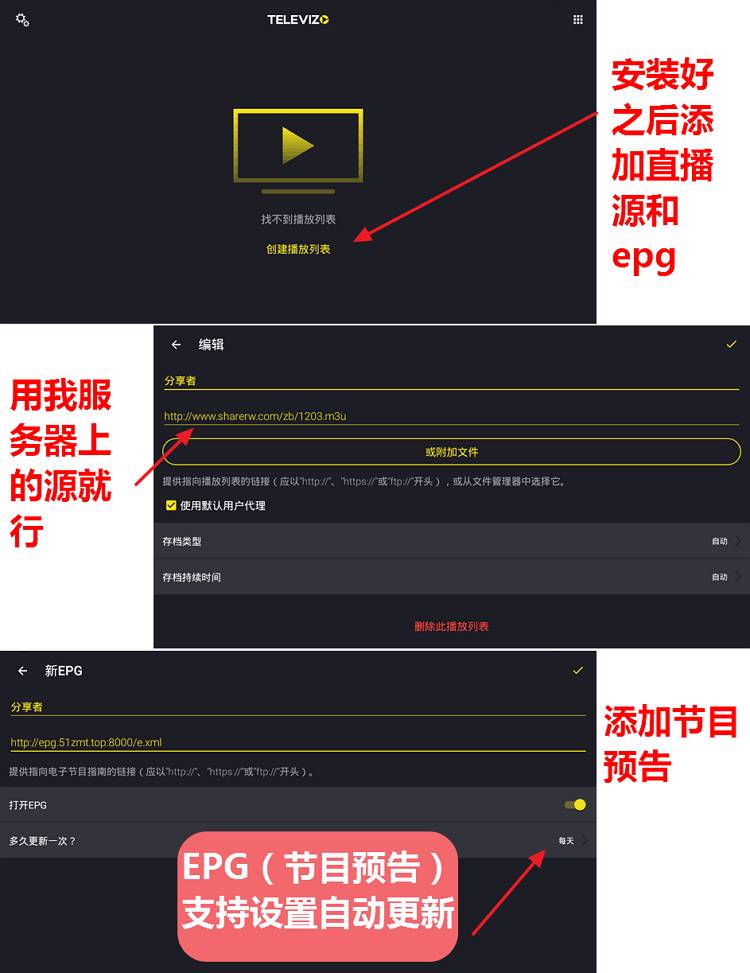 TELEVIZO
找不到播放列表
创建播放列表
安装好
之后添
加直播
源和
epg
用我服
务器上
的源就
行
编辑
分享者
http://www.sharerw.com/zb/1203.m3u
或附加文件
提供指向播放列表的链接（应以"http://"、"https://"或"ftp://"开头），或从文件管理器中选择它。
使用默认用户代理
存档类型 自动
存档持续时间 自动
删除此播放列表
新EPG
分享者
http://epg.51zmt.top:8000/e.xml
提供指向电子节目指南的链接（应以"http://"、"https://"或"ftp://"开头）。
打开EPG
多久更新一次？ 每天
EPG（节目预告）
支持设置自动更新
添加节目
预告